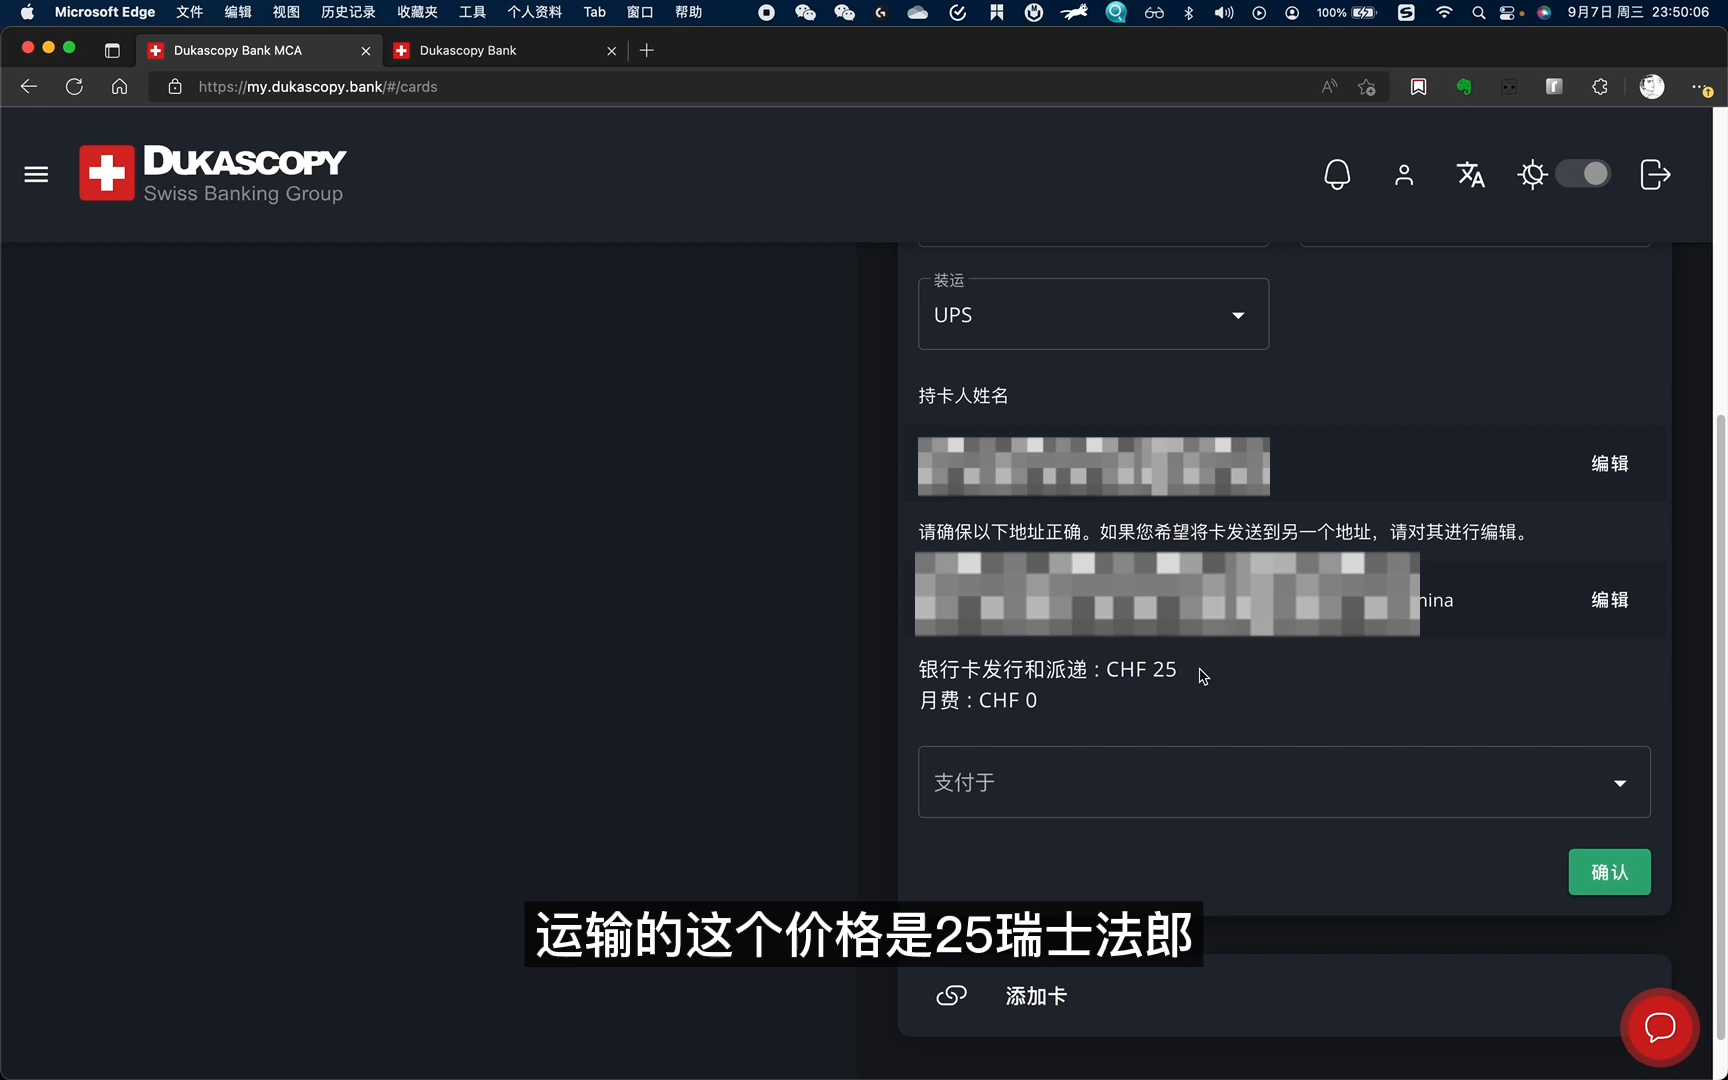 Microsoft Edge 文件 编辑 视图 历史记录 收藏夹 工具 个人资料 Tab 窗口 帮助 100% 9月7日 周三 23:50:06
Dukascopy Bank MCA Dukascopy Bank
https://my.dukascopy.bank/#/cards
DUKASCOPY
Swiss Banking Group
装运
UPS
持卡人姓名
编辑
请确保以下地址正确。如果您希望将卡发送到另一个地址，请对其进行编辑。
hina 编辑
银行卡发行和派递 : CHF 25
月费 : CHF 0
支付于
确认
运输的这个价格是25瑞士法郎
添加卡